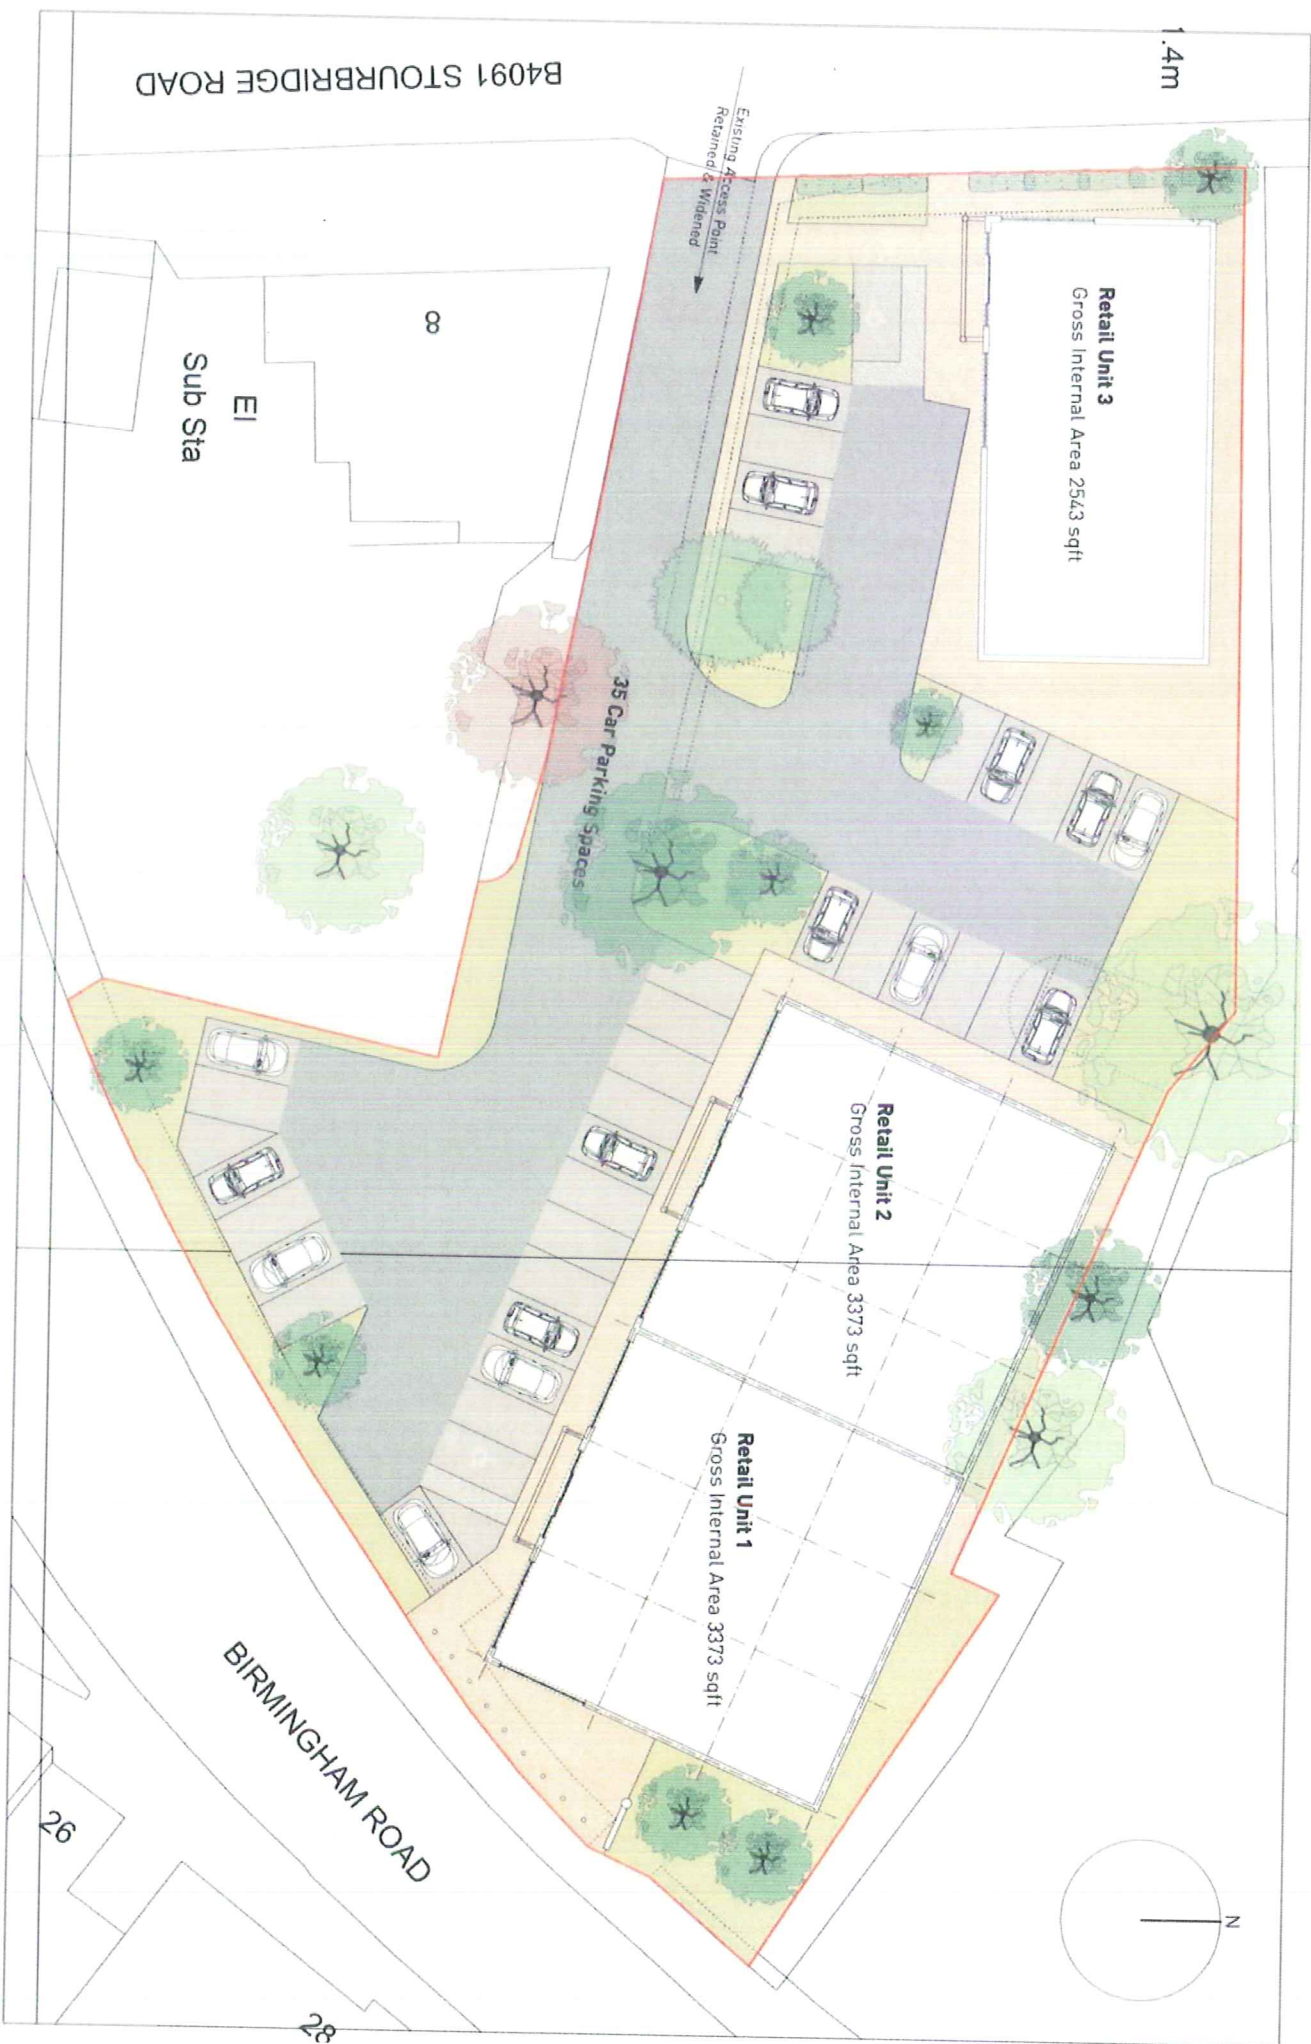 B4091 STOURBRIDGE ROAD
1.4m
Existing Access Point
Retained & Widened
Retail Unit 3
Gross Internal Area 2543 sqft
8
El
Sub Sta
35 Car Parking Spaces
Retail Unit 2
Gross Internal Area 3373 sqft
Retail Unit 1
Gross Internal Area 3373 sqft
BIRMINGHAM ROAD
26
28
N